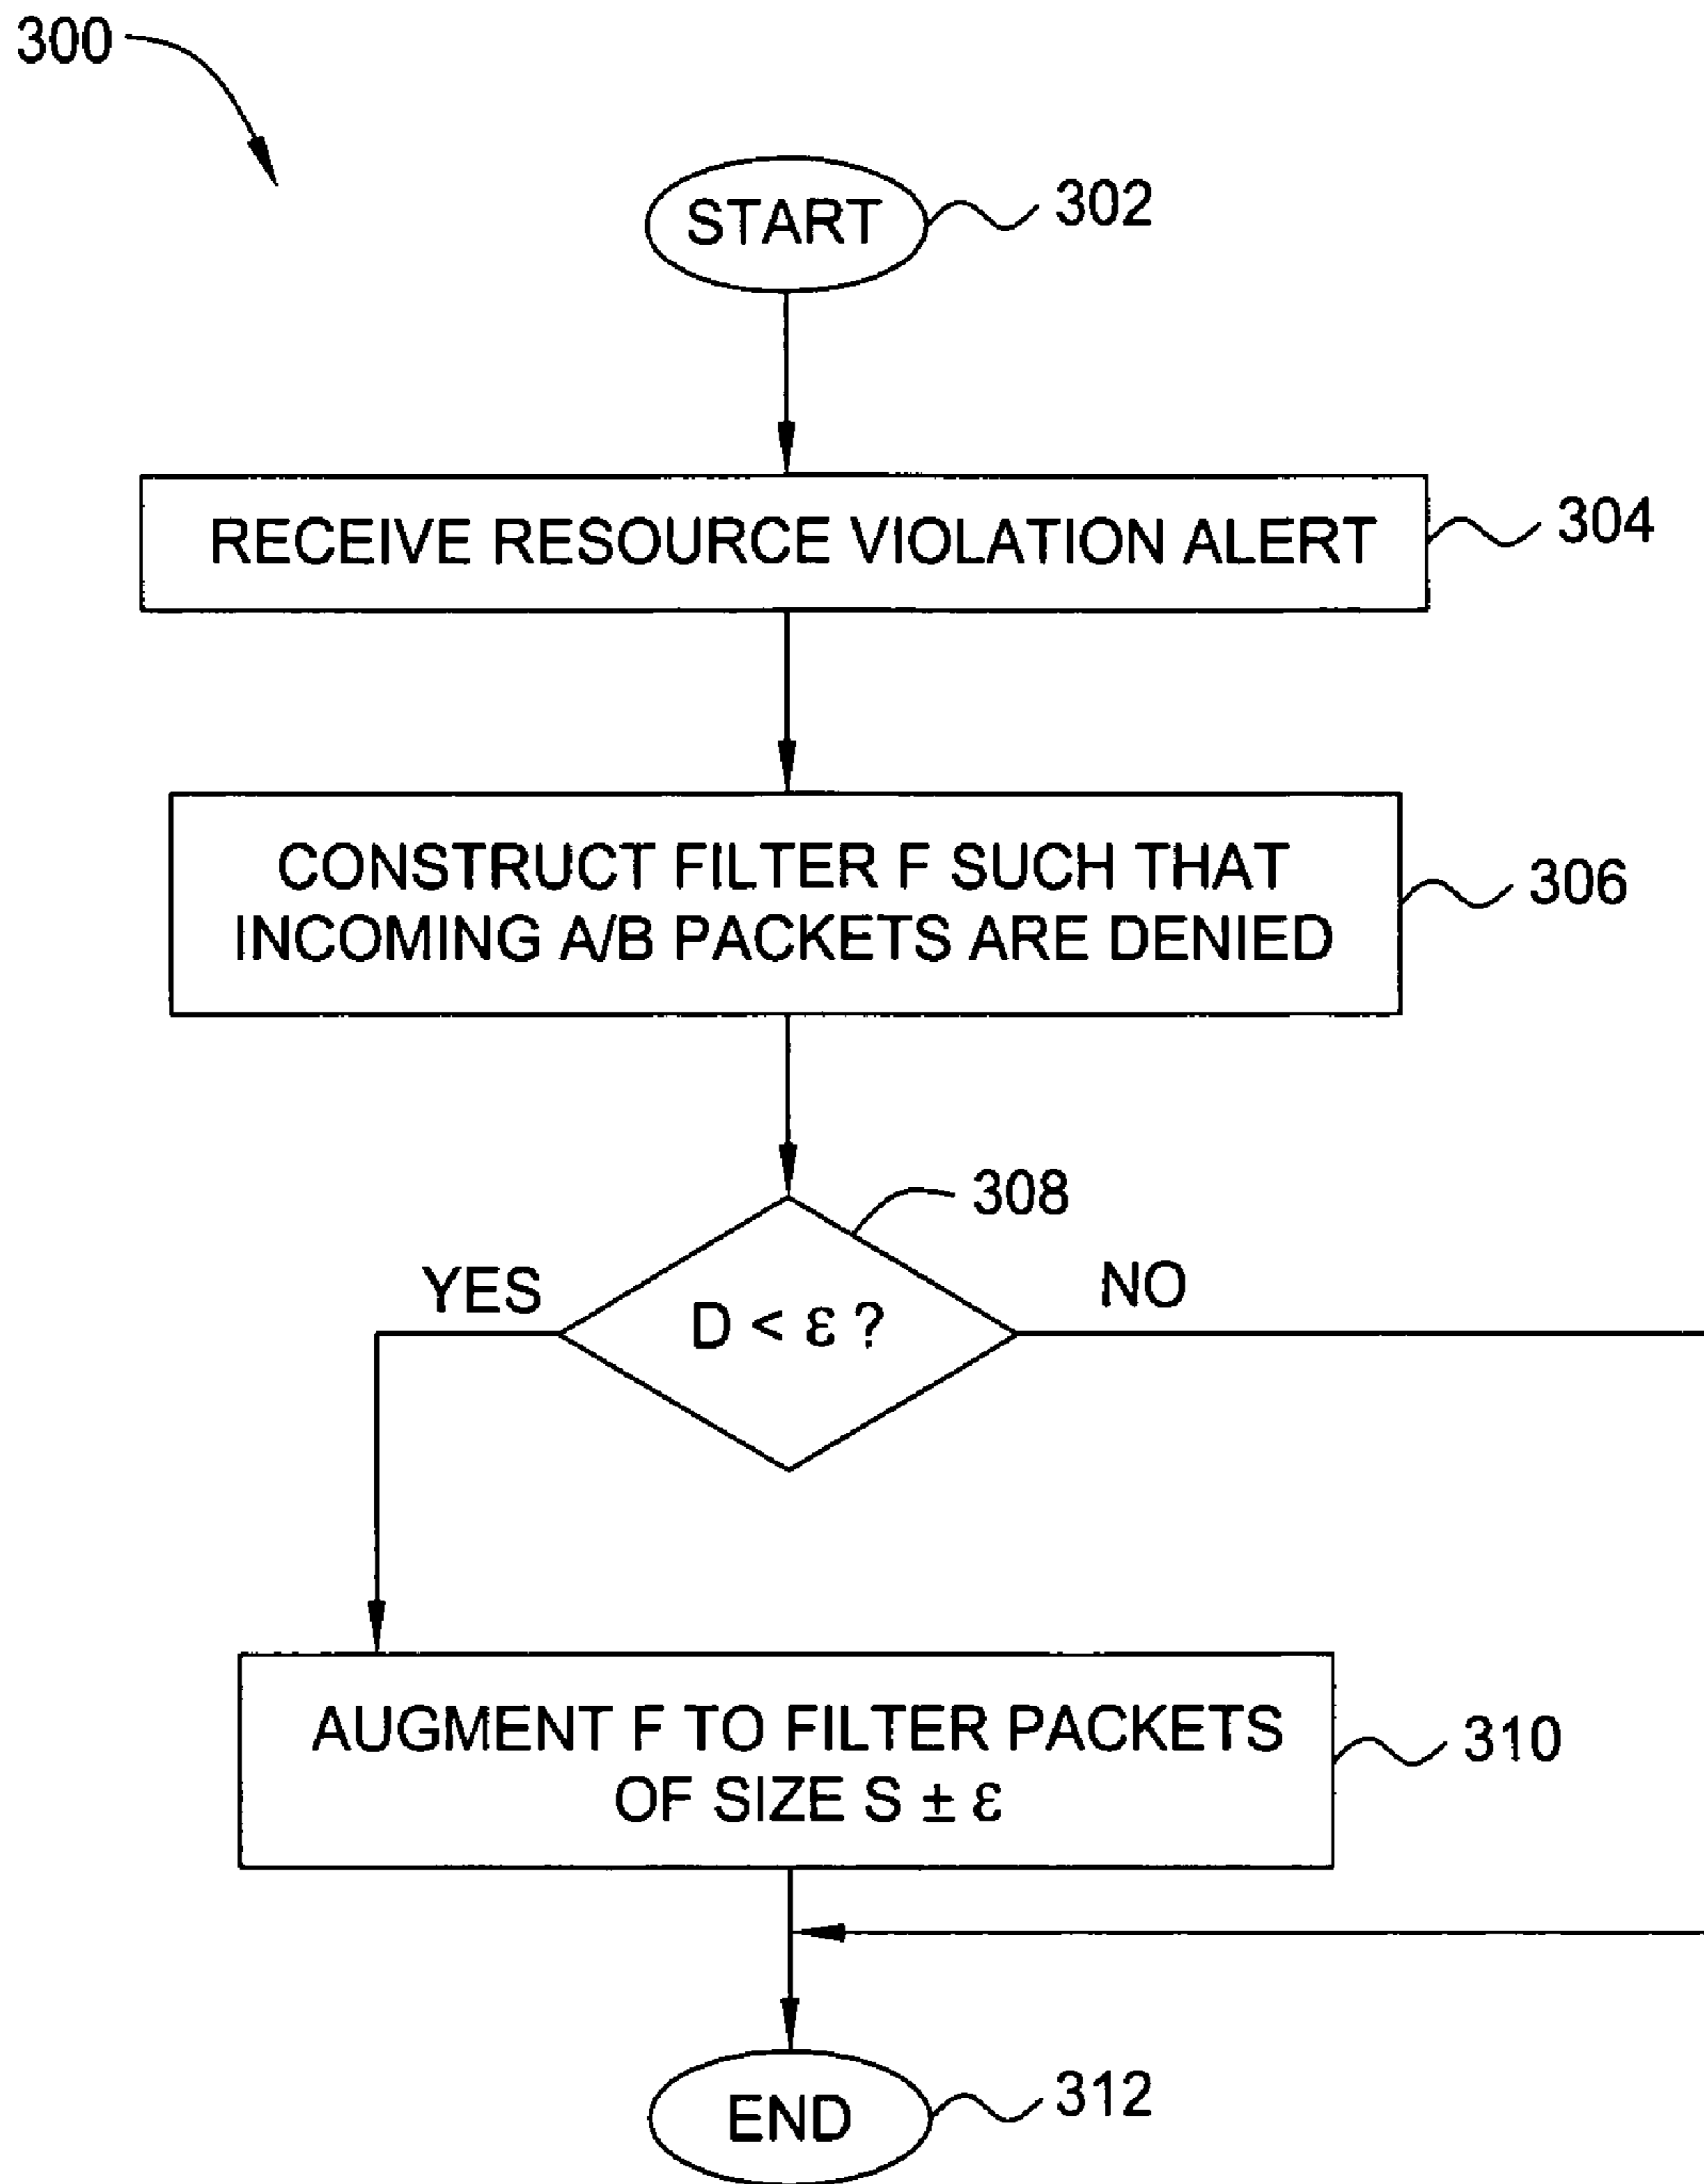 300
START
302
RECEIVE RESOURCE VIOLATION ALERT
304
CONSTRUCT FILTER F SUCH THAT
INCOMING A/B PACKETS ARE DENIED
306
308
YES
D < ε ?
NO
AUGMENT F TO FILTER PACKETS
OF SIZE S ± ε
310
END
312